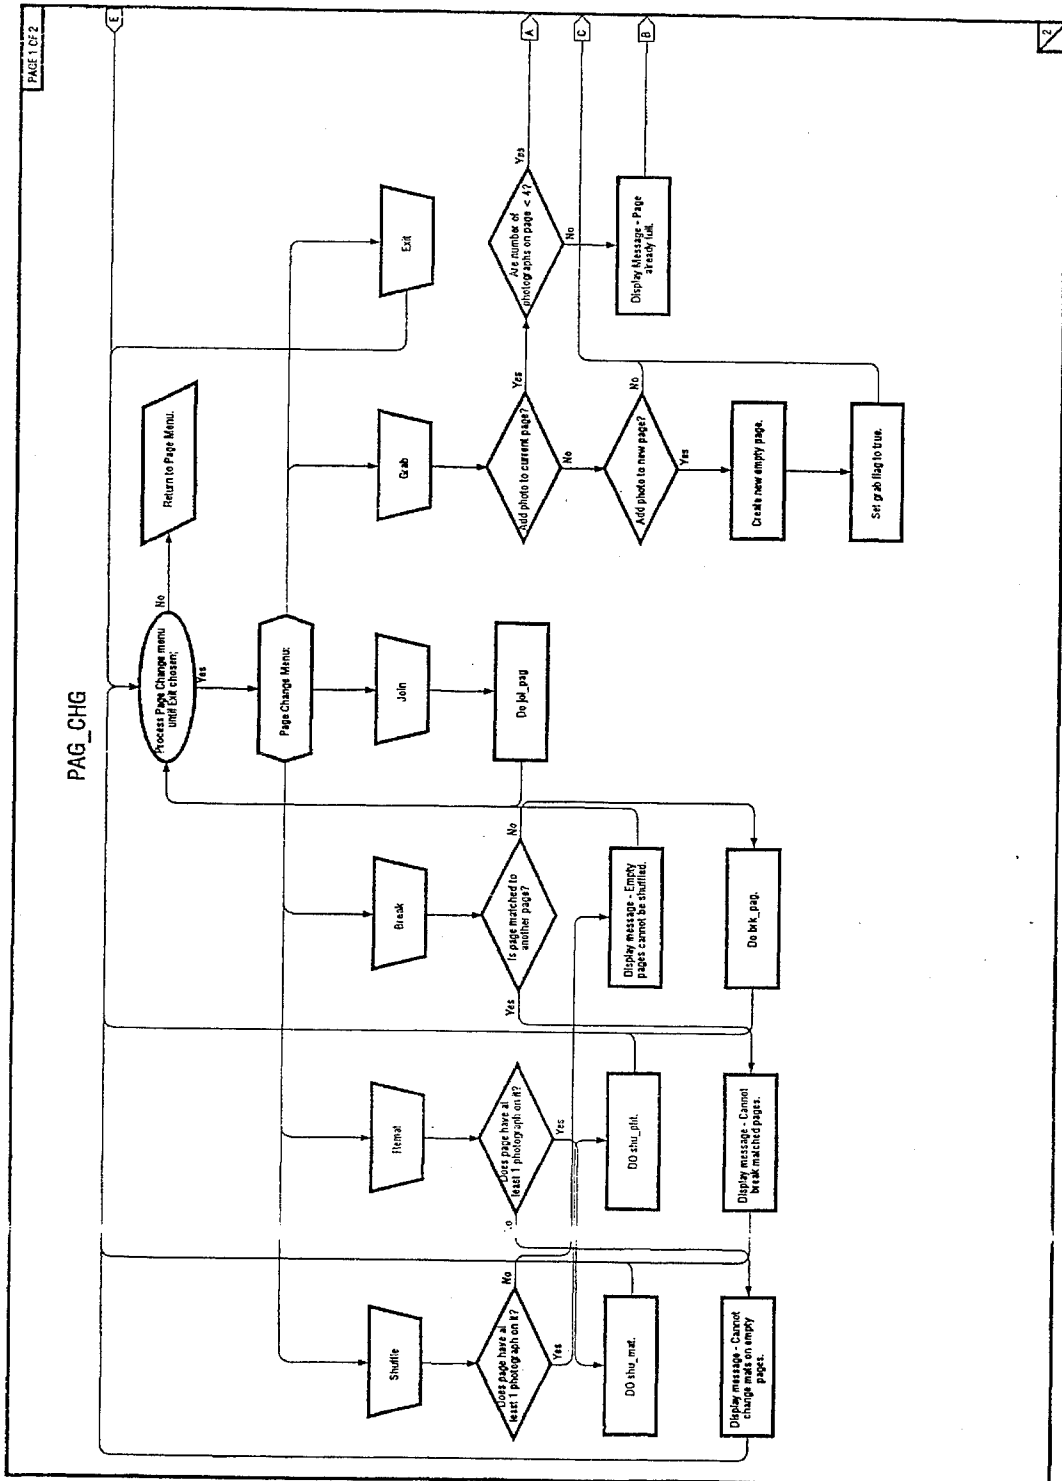 PAGE 1 OF 2
E
PAG_CHG
Process Page Change menu
until Exit chosen;
No
Return to Page Menu.
Yes
Page Change Menu:
Shuffle
Remat
Break
Join
Grab
Exit
Does page have at
least 1 photograph on it?
No
Yes
Does page have at
least 1 photograph on it?
No
Yes
Is page matched to
another page?
Yes
No
Do joi_pag
Add photo to current page?
Yes
No
Are number of
photographs on page < 4?
Yes
No
A
C
B
DO shu_mat.
DO shu_pht.
Display message - Empty
pages cannot be shuffled.
Add photo to new page?
No
Yes
Display Message - Page
already full.
Display message - Cannot
change mats on empty
pages.
Display message - Cannot
break matched pages.
Do brk_pag.
Create new empty page.
Set grab flag to true.
2